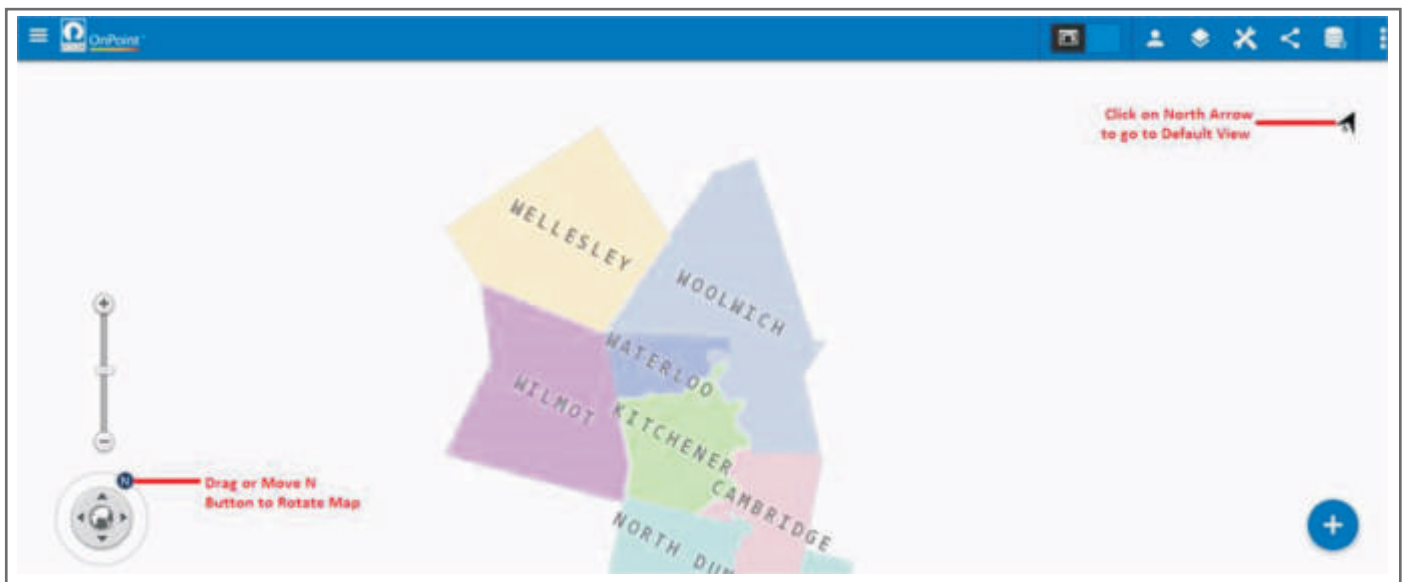 OnPoint
Click on North Arrow
to go to Default View
WELLESLEY
WOOLWICH
WATERLOO
WILMOT
KITCHENER
N
Drag or Move N
Button to Rotate Map
CAMBRIDGE
NORTH DUM